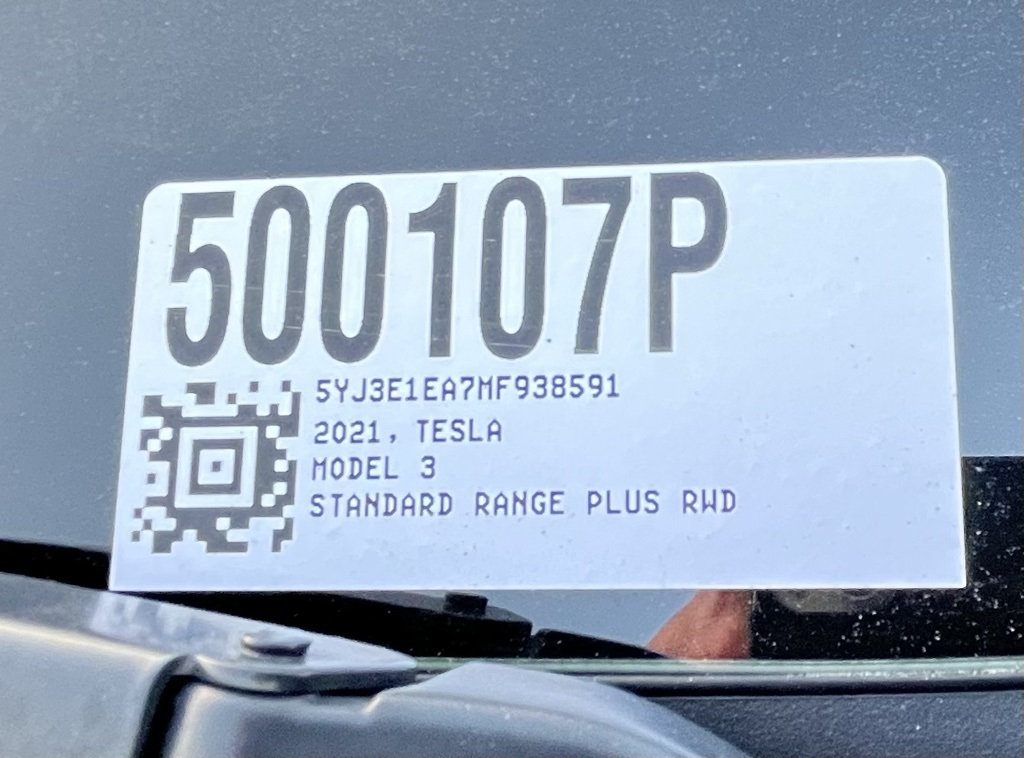 500107P
5YJ3E1EA7MF938591
2021, TESLA
MODEL 3
STANDARD RANGE PLUS RWD